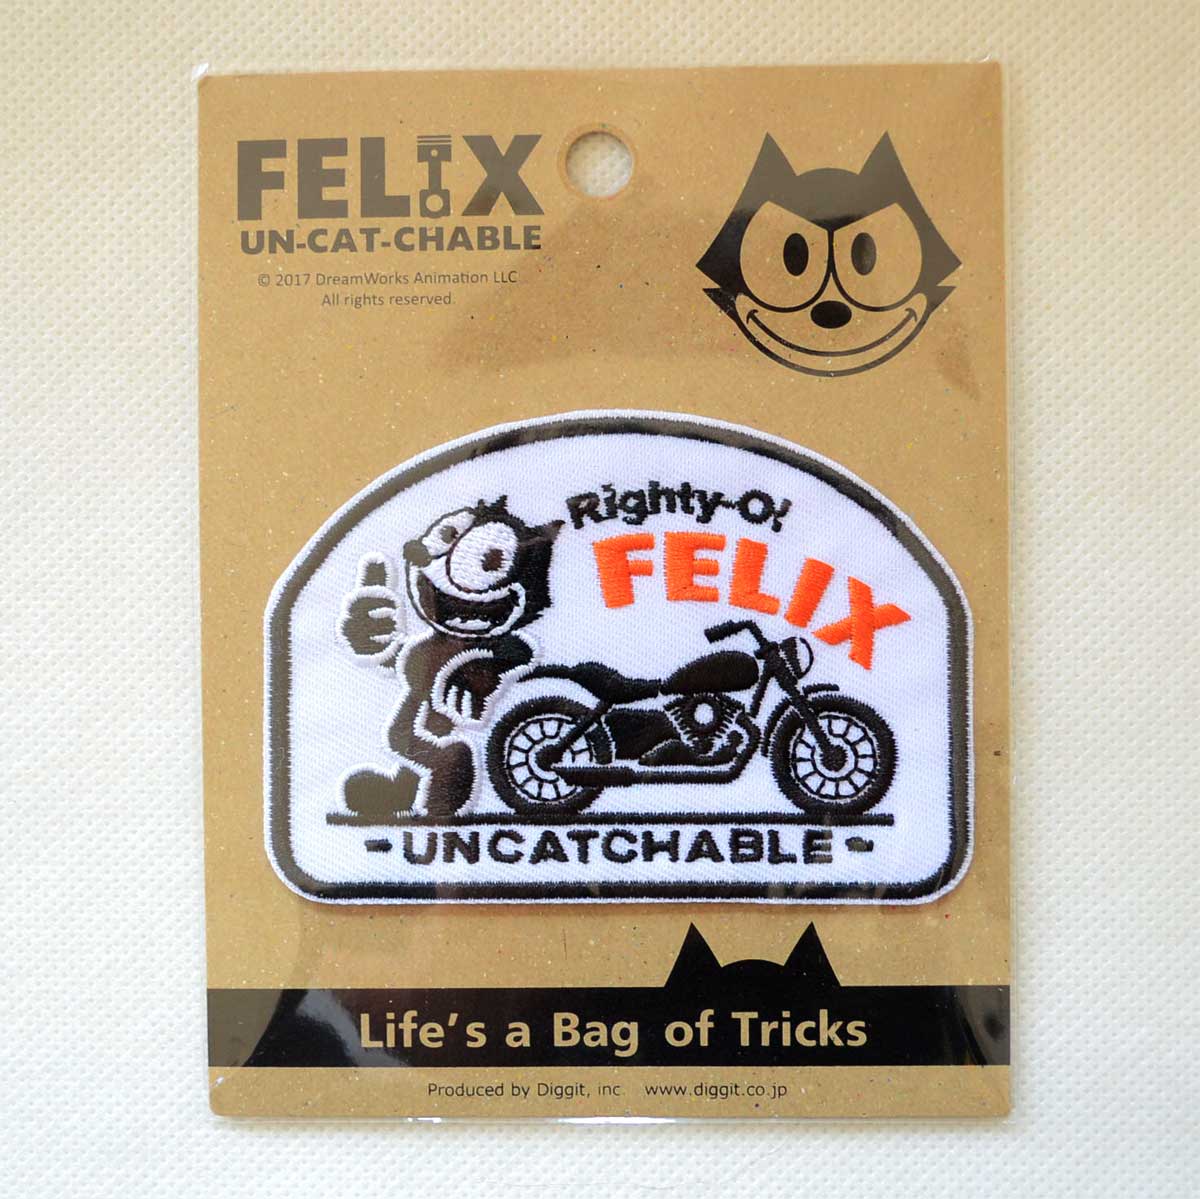 FELIX
UN-CAT-CHABLE
© 2017 DreamWorks Animation LLC
All rights reserved.
Righty-O!
FELIX
-UNCATCHABLE-
Life's a Bag of Tricks
Produced by Diggit, inc. www.diggit.co.jp